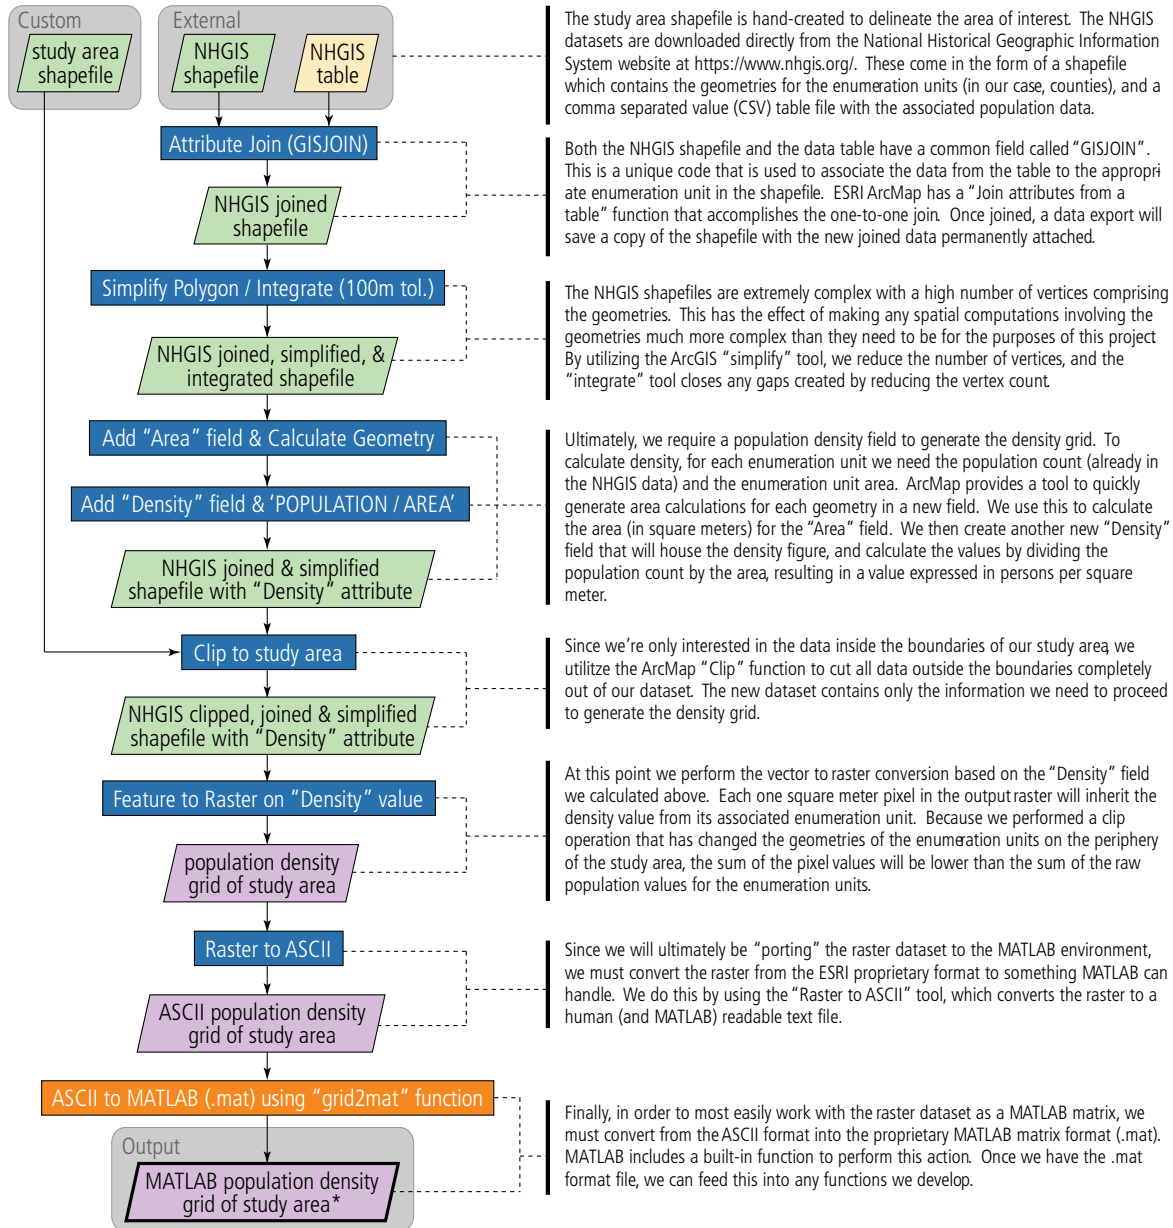 Custom
External
study area
shapefile
NHGIS
shapefile
NHGIS
table
The study area shapefile is hand-created to delineate the area of interest. The NHGIS
datasets are downloaded directly from the National Historical Geographic Information
System website at https://www.nhgis.org/. These come in the form of a shapefile
which contains the geometries for the enumeration units (in our case, counties), and a
comma separated value (CSV) table file with the associated population data.
Attribute Join (GISJOIN)
NHGIS joined
shapefile
Both the NHGIS shapefile and the data table have a common field called “GISJOIN”.
This is a unique code that is used to associate the data from the table to the appropri-
ate enumeration unit in the shapefile. ESRI ArcMap has a “Join attributes from a
table” function that accomplishes the one-to-one join. Once joined, a data export will
save a copy of the shapefile with the new joined data permanently attached.
Simplify Polygon / Integrate (100m tol.)
NHGIS joined, simplified, &
integrated shapefile
The NHGIS shapefiles are extremely complex with a high number of vertices comprising
the geometries. This has the effect of making any spatial computations involving the
geometries much more complex than they need to be for the purposes of this project
By utilizing the ArcGIS “simplify” tool, we reduce the number of vertices, and the
“integrate” tool closes any gaps created by reducing the vertex count.
Add “Area” field & Calculate Geometry
Add “Density” field & ‘POPULATION / AREA’
NHGIS joined & simplified
shapefile with “Density” attribute
Ultimately, we require a population density field to generate the density grid. To
calculate density, for each enumeration unit we need the population count (already in
the NHGIS data) and the enumeration unit area. ArcMap provides a tool to quickly
generate area calculations for each geometry in a new field. We use this to calculate
the area (in square meters) for the “Area” field. We then create another new “Density”
field that will house the density figure, and calculate the values by dividing the
population count by the area, resulting in a value expressed in persons per square
meter.
Clip to study area
NHGIS clipped, joined & simplified
shapefile with “Density” attribute
Since we’re only interested in the data inside the boundaries of our study area, we
utilitze the ArcMap “Clip” function to cut all data outside the boundaries completely
out of our dataset. The new dataset contains only the information we need to proceed
to generate the density grid.
Feature to Raster on “Density” value
population density
grid of study area
At this point we perform the vector to raster conversion based on the “Density” field
we calculated above. Each one square meter pixel in the output raster will inherit the
density value from its associated enumeration unit. Because we performed a clip
operation that has changed the geometries of the enumeration units on the periphery
of the study area, the sum of the pixel values will be lower than the sum of the raw
population values for the enumeration units.
Raster to ASCII
ASCII population density
grid of study area
Since we will ultimately be “porting” the raster dataset to the MATLAB environment,
we must convert the raster from the ESRI proprietary format to something MATLAB can
handle. We do this by using the “Raster to ASCII” tool, which converts the raster to a
human (and MATLAB) readable text file.
ASCII to MATLAB (.mat) using “grid2mat” function
Output
MATLAB population density
grid of study area*
Finally, in order to most easily work with the raster dataset as a MATLAB matrix, we
must convert from the ASCII format into the proprietary MATLAB matrix format (.mat).
MATLAB includes a built-in function to perform this action. Once we have the .mat
format file, we can feed this into any functions we develop.